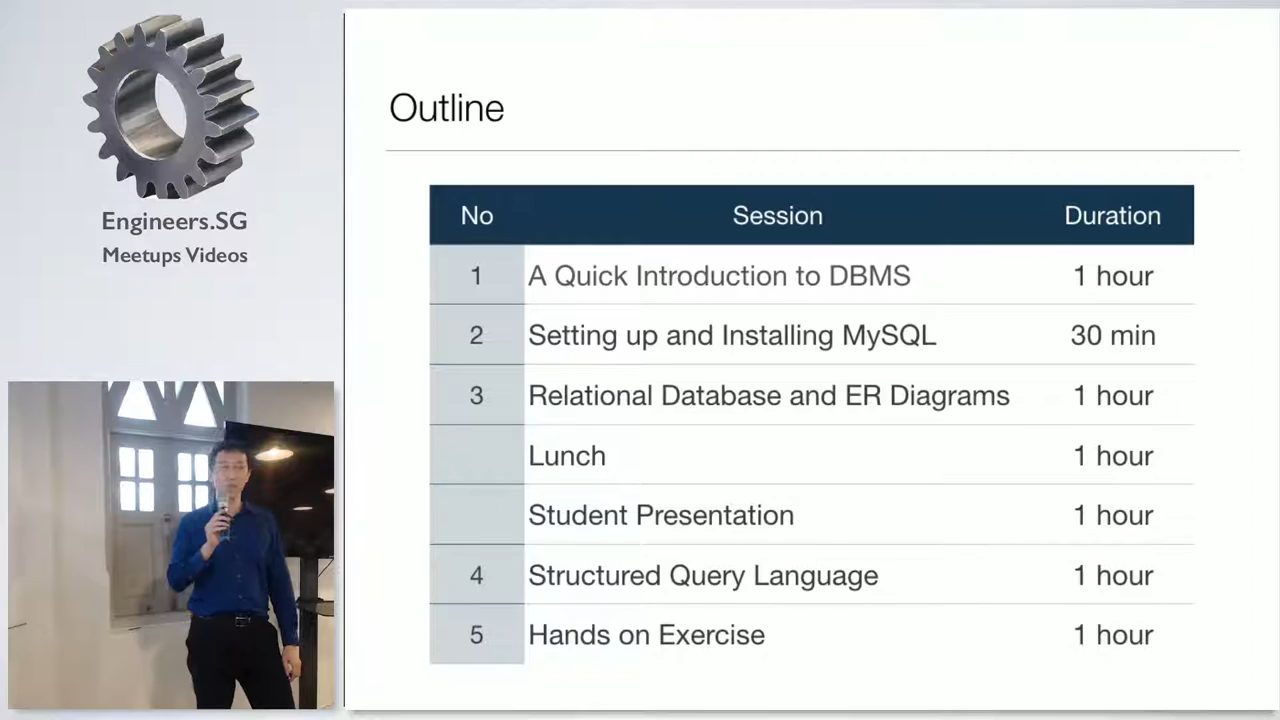 Engineers.SG
Meetups Videos
Outline
No Session Duration
1 A Quick Introduction to DBMS 1 hour
2 Setting up and Installing MySQL 30 min
3 Relational Database and ER Diagrams 1 hour
Lunch 1 hour
Student Presentation 1 hour
4 Structured Query Language 1 hour
5 Hands on Exercise 1 hour